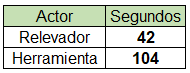 Actor Segundos
Relevador 42
Herramienta 104